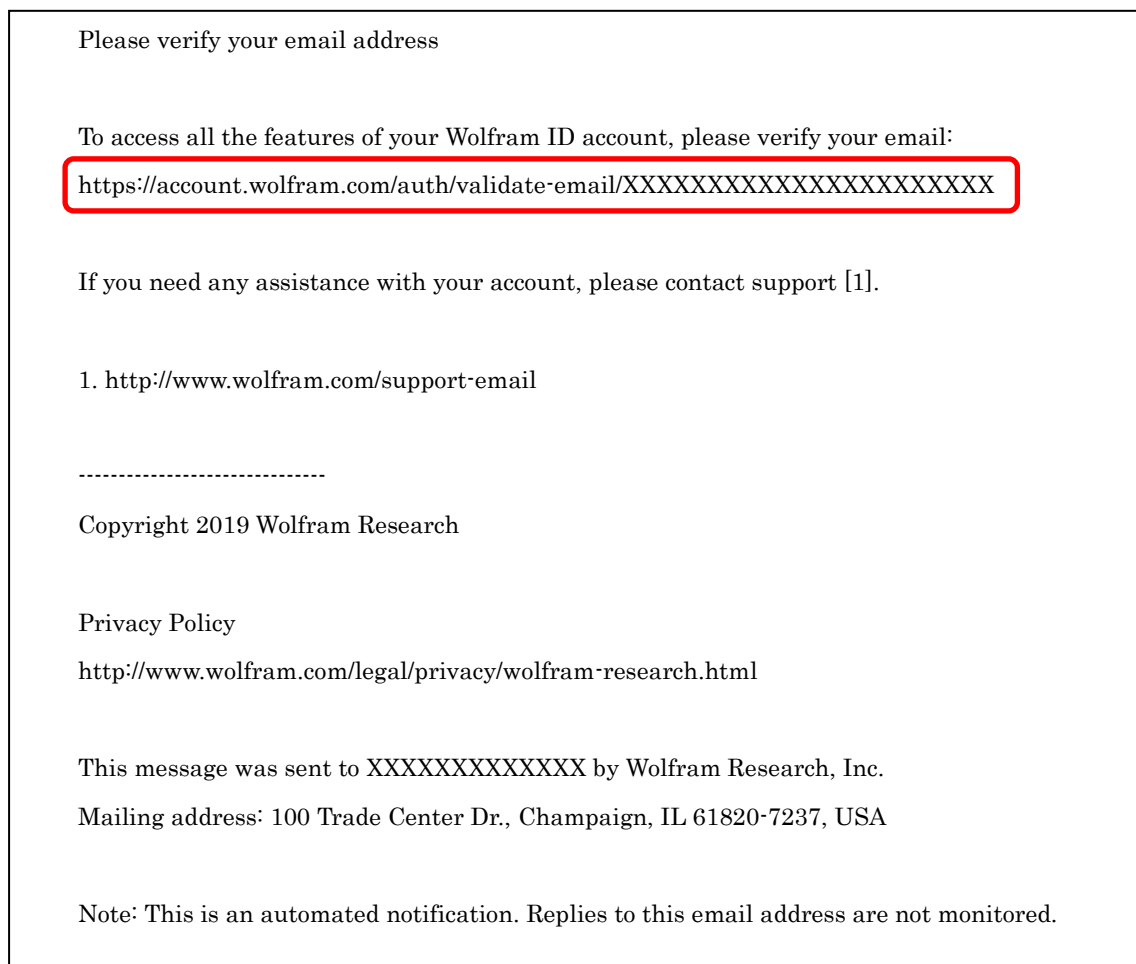 Please verify your email address
To access all the features of your Wolfram ID account, please verify your email:
https://account.wolfram.com/auth/validate-email/XXXXXXXXXXXXXXXXXXXXXX
If you need any assistance with your account, please contact support [1].
1. http://www.wolfram.com/support-email
-------------------------------
Copyright 2019 Wolfram Research
Privacy Policy
http://www.wolfram.com/legal/privacy/wolfram-research.html
This message was sent to XXXXXXXXXXXXX by Wolfram Research, Inc.
Mailing address: 100 Trade Center Dr., Champaign, IL 61820-7237, USA
Note: This is an automated notification. Replies to this email address are not monitored.